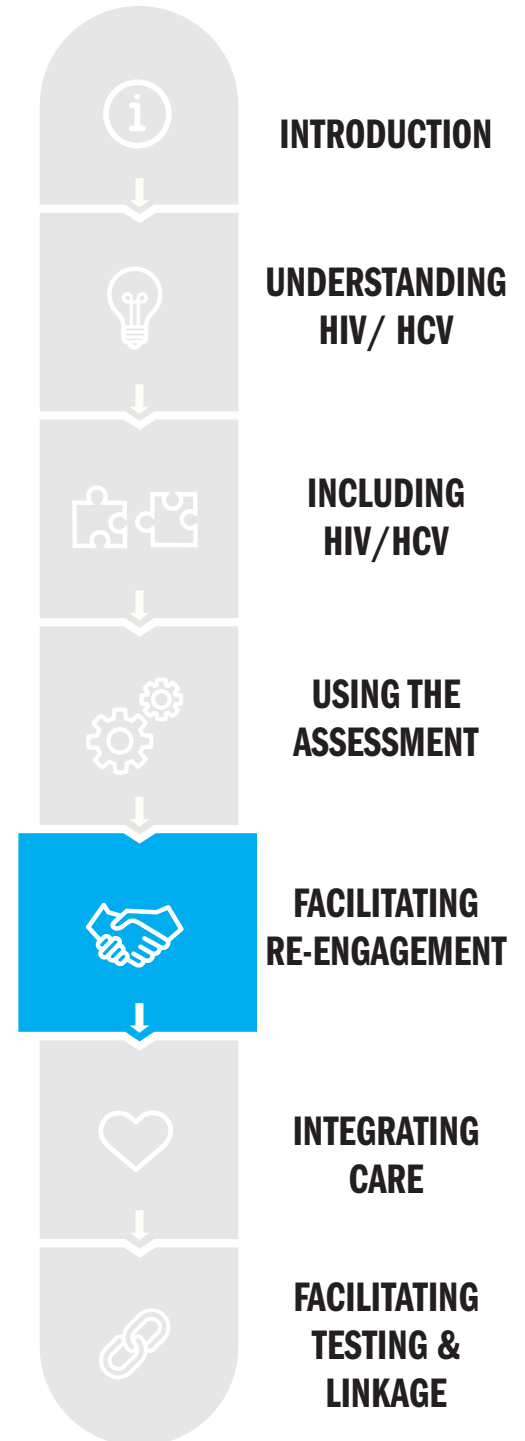 INTRODUCTION
UNDERSTANDING
HIV/ HCV
INCLUDING
HIV/HCV
USING THE
ASSESSMENT
FACILITATING
RE-ENGAGEMENT
INTEGRATING
CARE
FACILITATING
TESTING &
LINKAGE